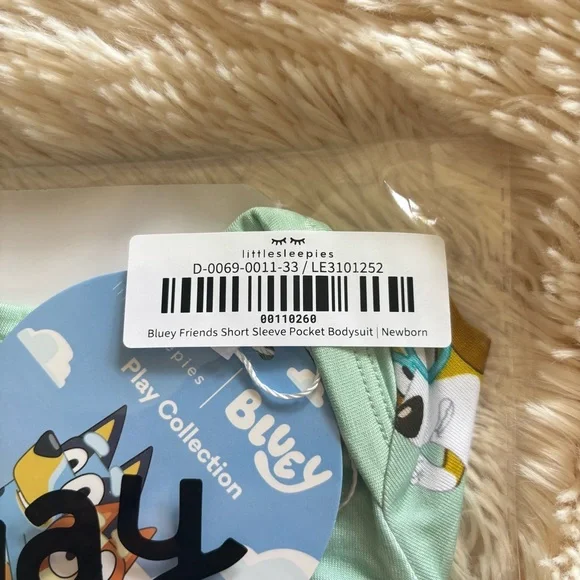 littlesleepies
D-0069-0011-33 / LE3101252
00110260
Bluey Friends Short Sleeve Pocket Bodysuit | Newborn
Play Collection
BLUEY